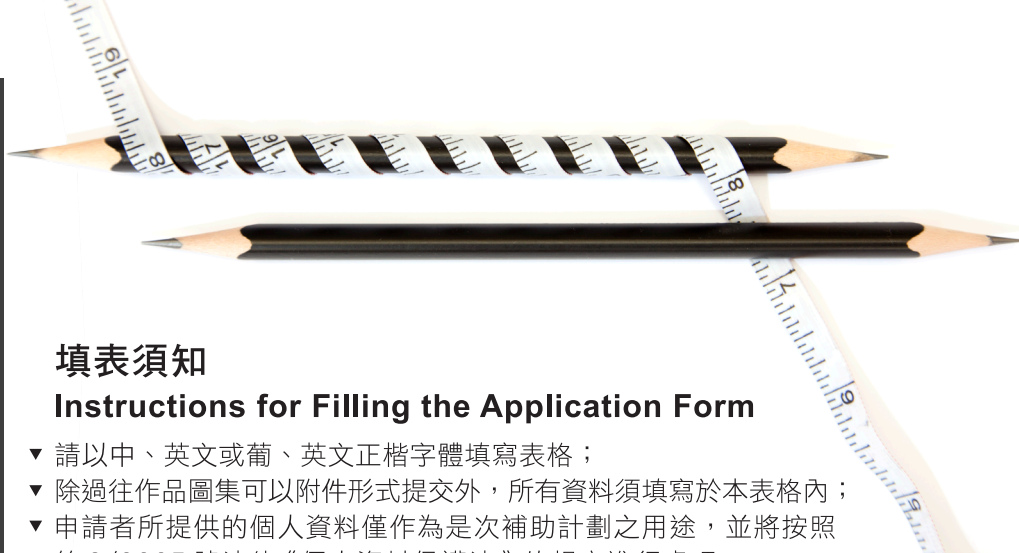 填表須知
Instructions for Filling the Application Form
▼ 請以中、英文或葡、英文正楷字體填寫表格；
▼ 除過往作品圖集可以附件形式提交外，所有資料須填寫於本表格內；
▼ 申請者所提供的個人資料僅作為是次補助計劃之用途，並將按照